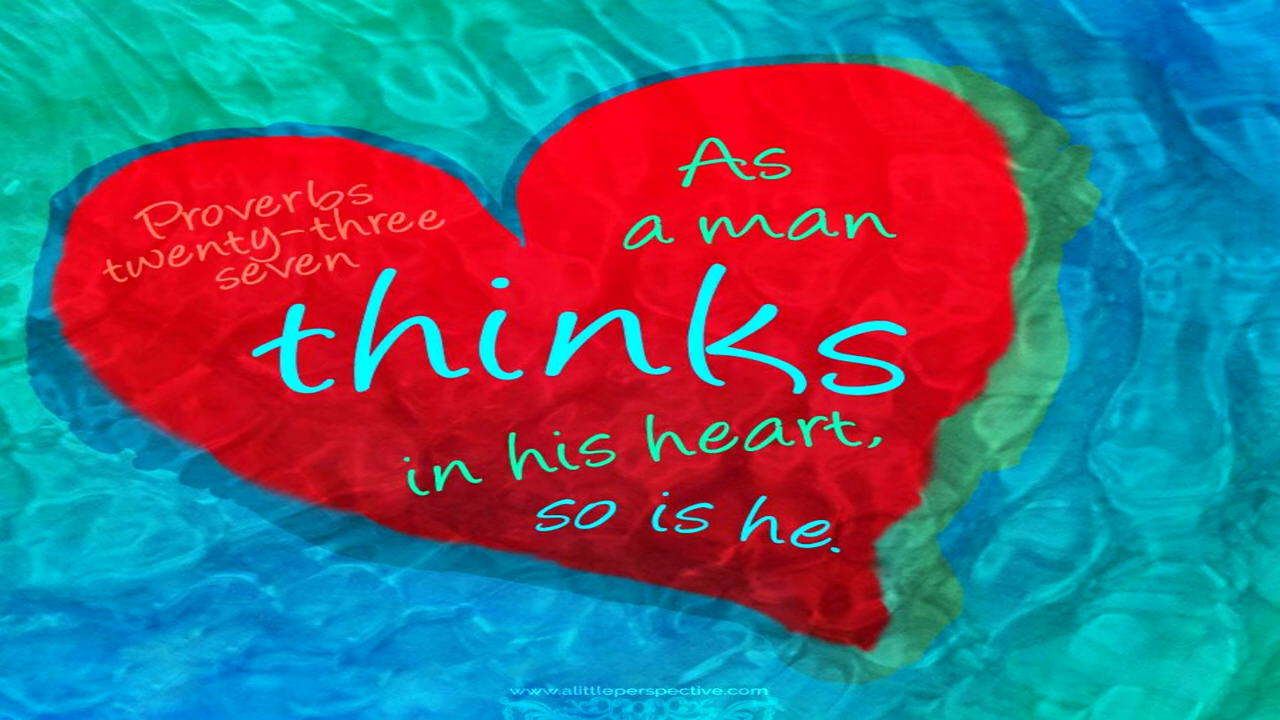 Proverbs
twenty-three
seven
As
a man
thinks
in his heart,
so is he.
www.alittleperspective.com